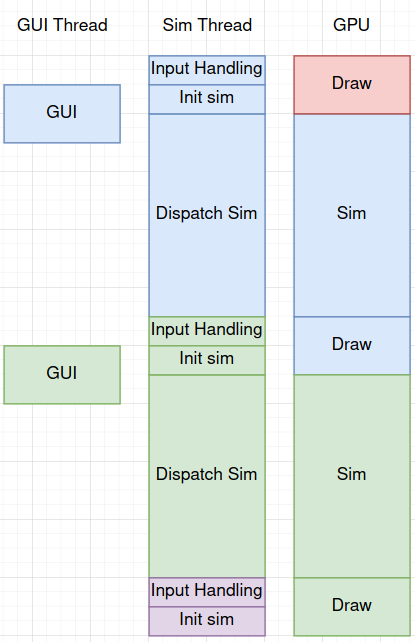 GUI Thread
Sim Thread
GPU
Input Handling
Draw
Init sim
GUI
Dispatch Sim
Sim
Input Handling
Draw
Init sim
GUI
Dispatch Sim
Sim
Input Handling
Draw
Init sim